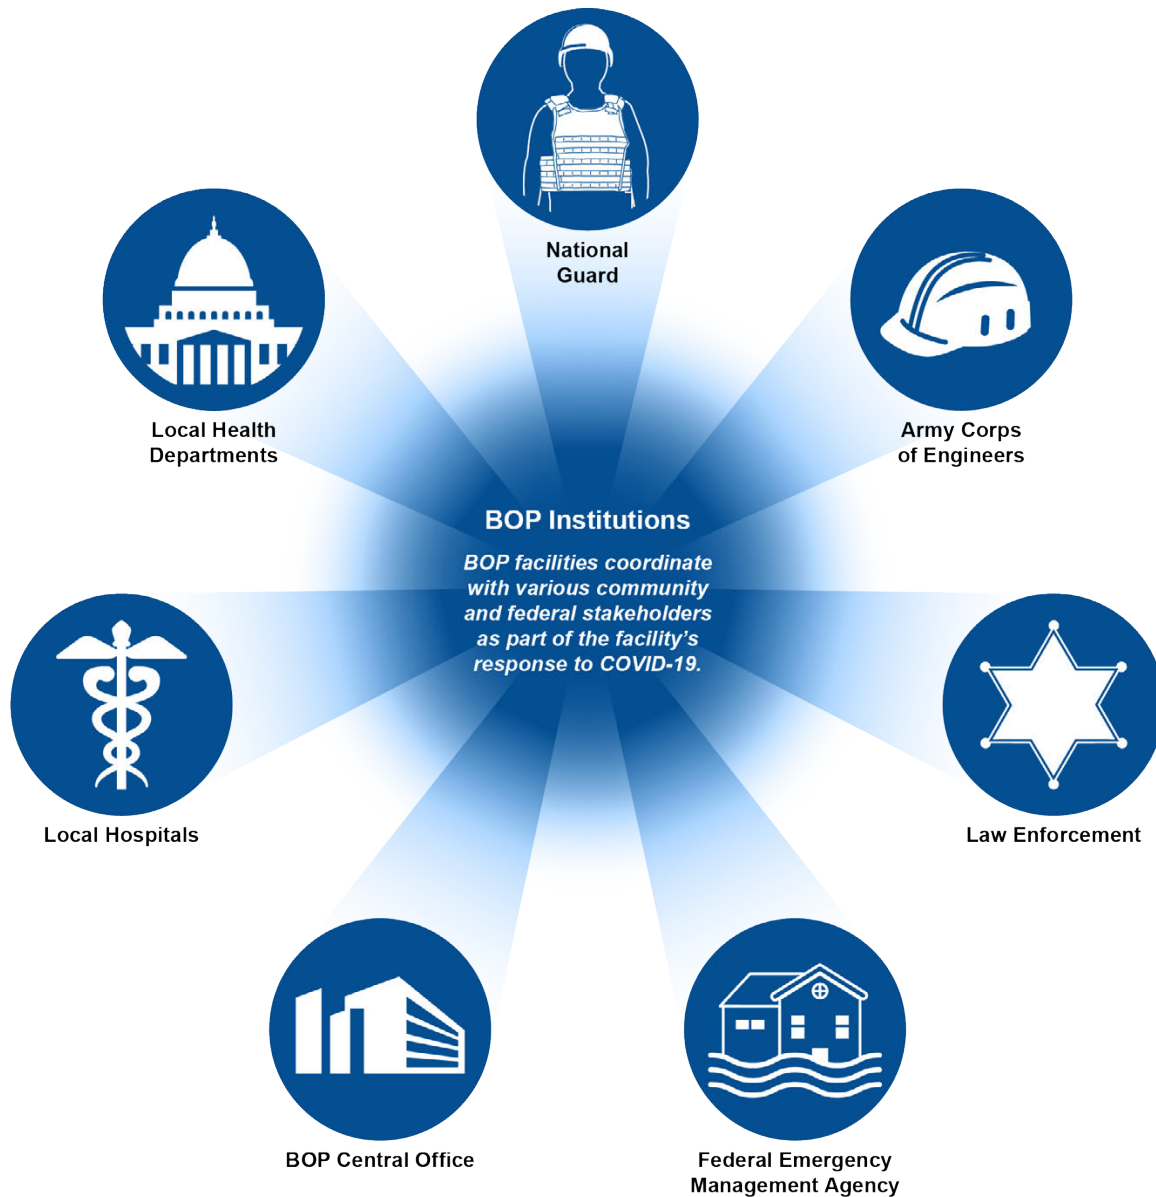 National
Guard
Local Health
Departments
Army Corps
of Engineers
BOP Institutions
BOP facilities coordinate
with various community
and federal stakeholders
as part of the facility’s
response to COVID-19.
Local Hospitals
Law Enforcement
BOP Central Office
Federal Emergency
Management Agency